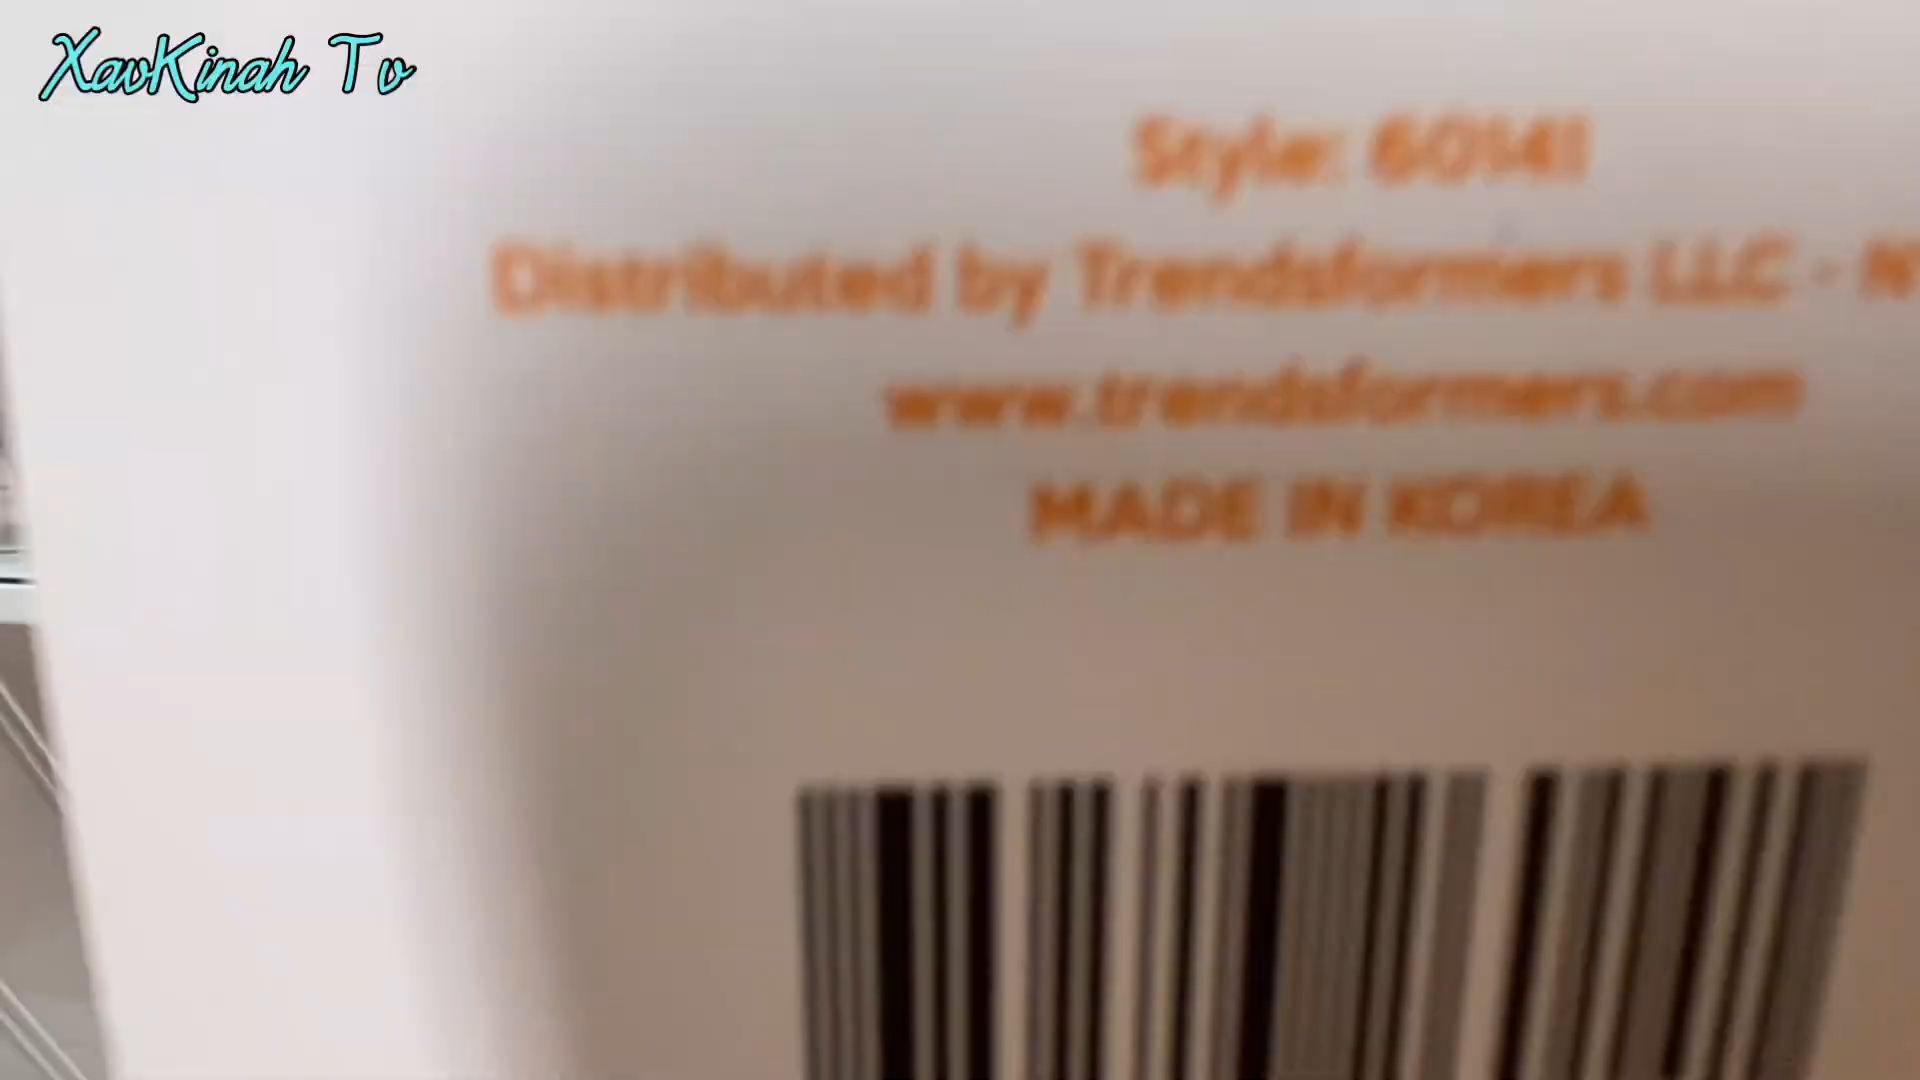 XavKinah Tv
Style: 60141
Distributed by Trendsformers LLC -
www.trendsformers.com
MADE IN KOREA